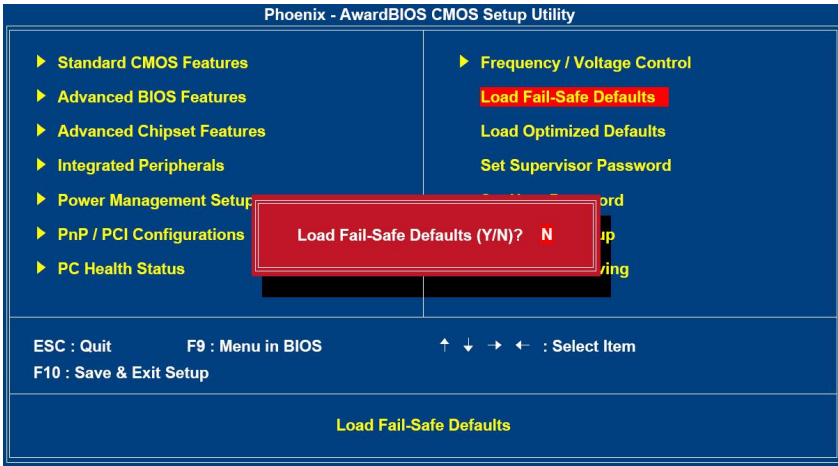 Phoenix - AwardBIOS CMOS Setup Utility
Standard CMOS Features
Advanced BIOS Features
Advanced Chipset Features
Integrated Peripherals
Power Management Setup
PnP / PCI Configurations
PC Health Status
Frequency / Voltage Control
Load Fail-Safe Defaults
Load Optimized Defaults
Set Supervisor Password
Load Fail-Safe Defaults (Y/N)? N
ESC : Quit F9 : Menu in BIOS ↑ ↓ → ← : Select Item
F10 : Save & Exit Setup
Load Fail-Safe Defaults